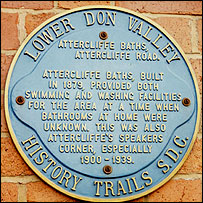 LOWER DON VALLEY
ATTERCLIFFE BATHS,
ATTERCLIFFE ROAD.
ATTERCLIFFE BATHS, BUILT
IN 1879, PROVIDED BOTH
SWIMMING AND WASHING FACILITIES
FOR THE AREA AT A TIME WHEN
BATHROOMS AT HOME WERE
UNKNOWN. THIS WAS ALSO
ATTERCLIFFE'S SPEAKERS
CORNER, ESPECIALLY
1900-1939.
HISTORY TRAILS S.D.C.